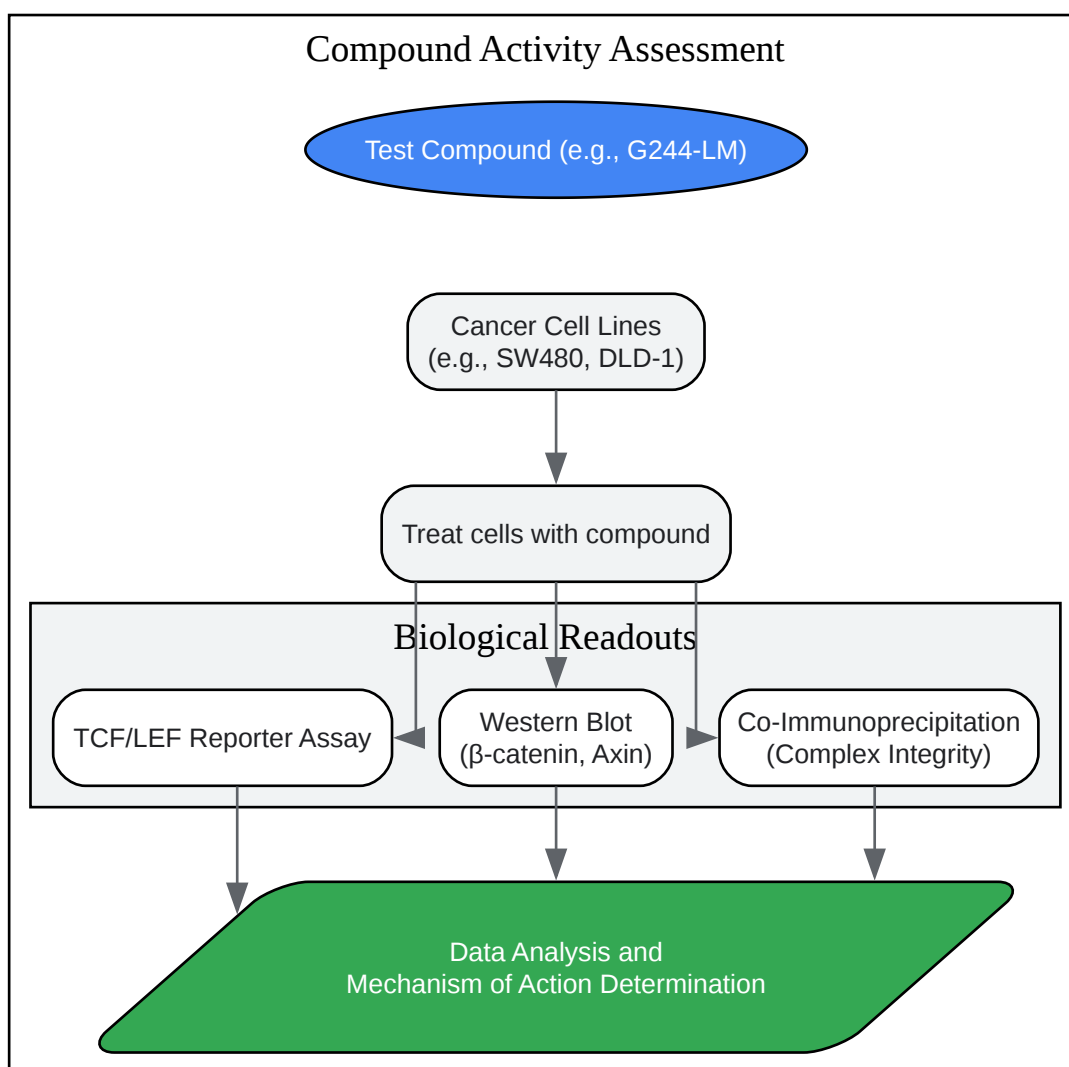 Compound Activity Assessment
Test Compound (e.g., G244-LM)
Cancer Cell Lines
(e.g., SW480, DLD-1)
Treat cells with compound
Biological Readouts
TCF/LEF Reporter Assay
Western Blot
(β-catenin, Axin)
Co-Immunoprecipitation
(Complex Integrity)
Data Analysis and
Mechanism of Action Determination